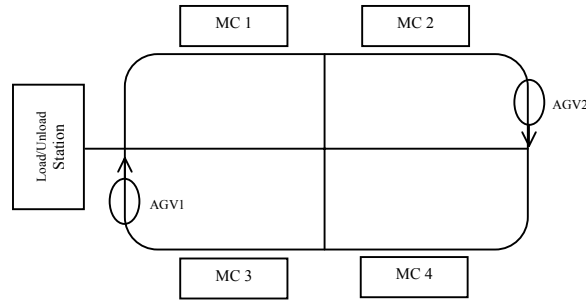 MC 1
MC 2
Load/Unload
Station
AGV2
AGV1
MC 3
MC 4